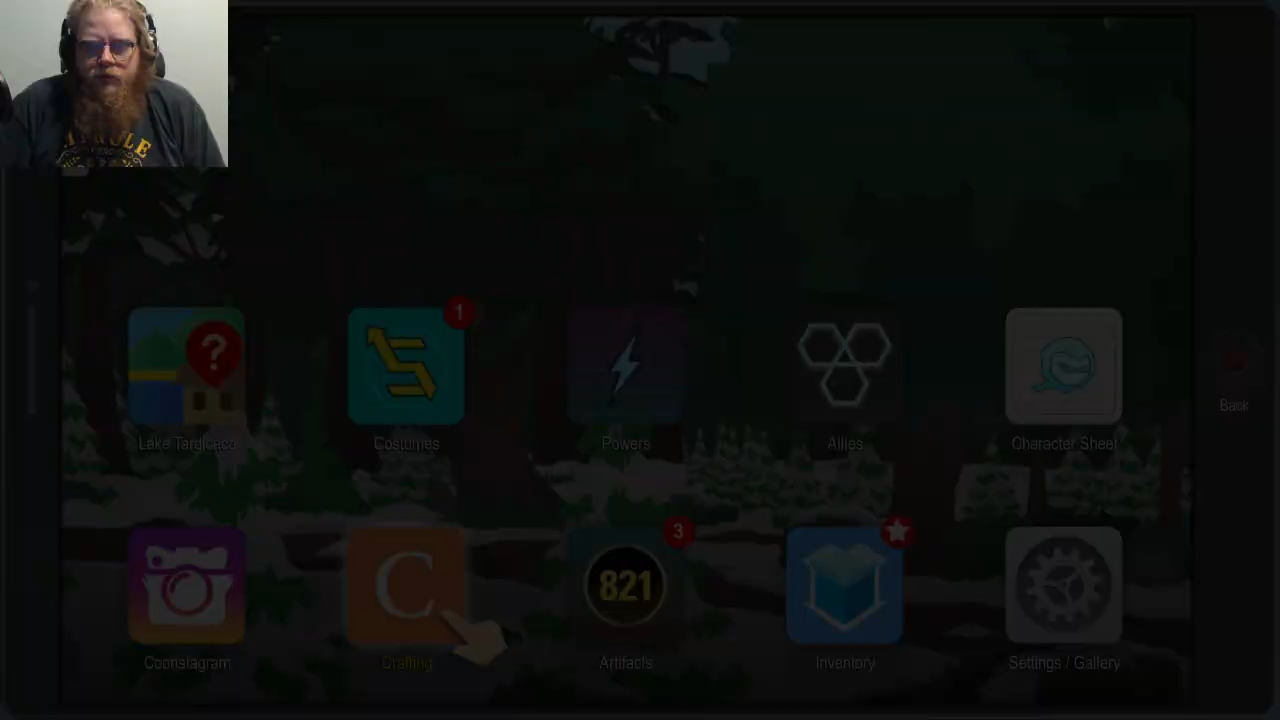 1
?
Lake Tardicaca
Costumes
Powers
Allies
Character Sheet
Back
3
C
821
Coonstagram
Crafting
Artifacts
Inventory
Settings / Gallery